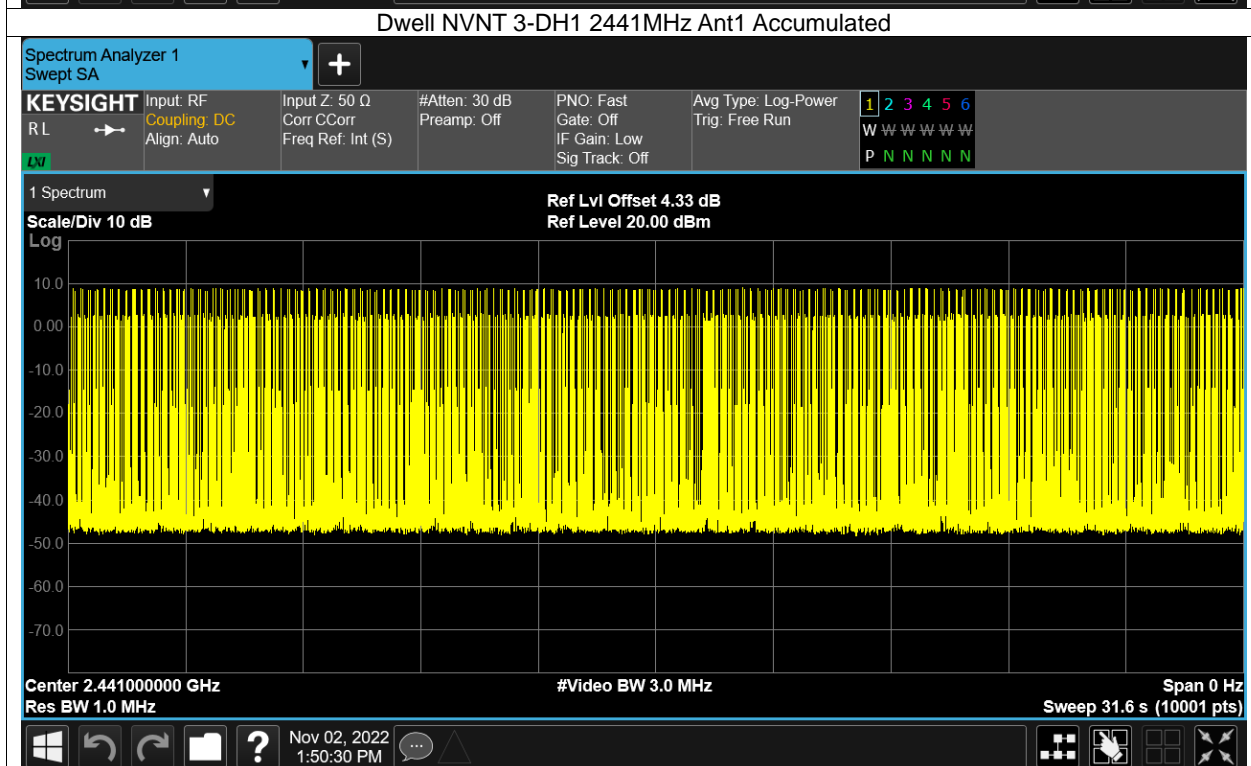 Dwell NVNT 3-DH1 2441MHz Ant1 Accumulated
Spectrum Analyzer 1
Swept SA
KEYSIGHT
R L
LXI
Input: RF
Coupling: DC
Align: Auto
Input Z: 50 Ω
Corr CCorr
Freq Ref: Int (S)
#Atten: 30 dB
Preamp: Off
PNO: Fast
Gate: Off
IF Gain: Low
Sig Track: Off
Avg Type: Log-Power
Trig: Free Run
1 2 3 4 5 6
W W W W W W
P N N N N N
1 Spectrum
Scale/Div 10 dB
Ref Lvl Offset 4.33 dB
Ref Level 20.00 dBm
Log
10.0
0.00
-10.0
-20.0
-30.0
-40.0
-50.0
-60.0
-70.0
Center 2.441000000 GHz
#Video BW 3.0 MHz
Span 0 Hz
Res BW 1.0 MHz
Sweep 31.6 s (10001 pts)
?
Nov 02, 2022
1:50:30 PM